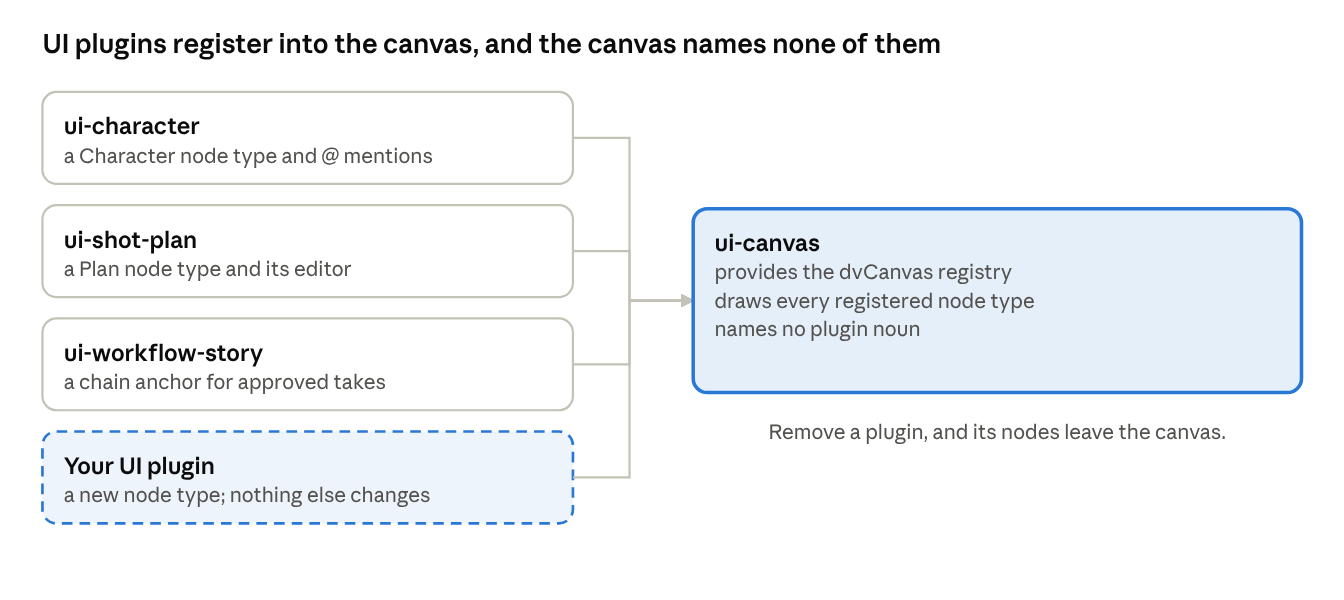 UI plugins register into the canvas, and the canvas names none of them
ui-character
a Character node type and @ mentions
ui-shot-plan
a Plan node type and its editor
ui-workflow-story
a chain anchor for approved takes
Your UI plugin
a new node type; nothing else changes
ui-canvas
provides the dvCanvas registry
draws every registered node type
names no plugin noun
Remove a plugin, and its nodes leave the canvas.